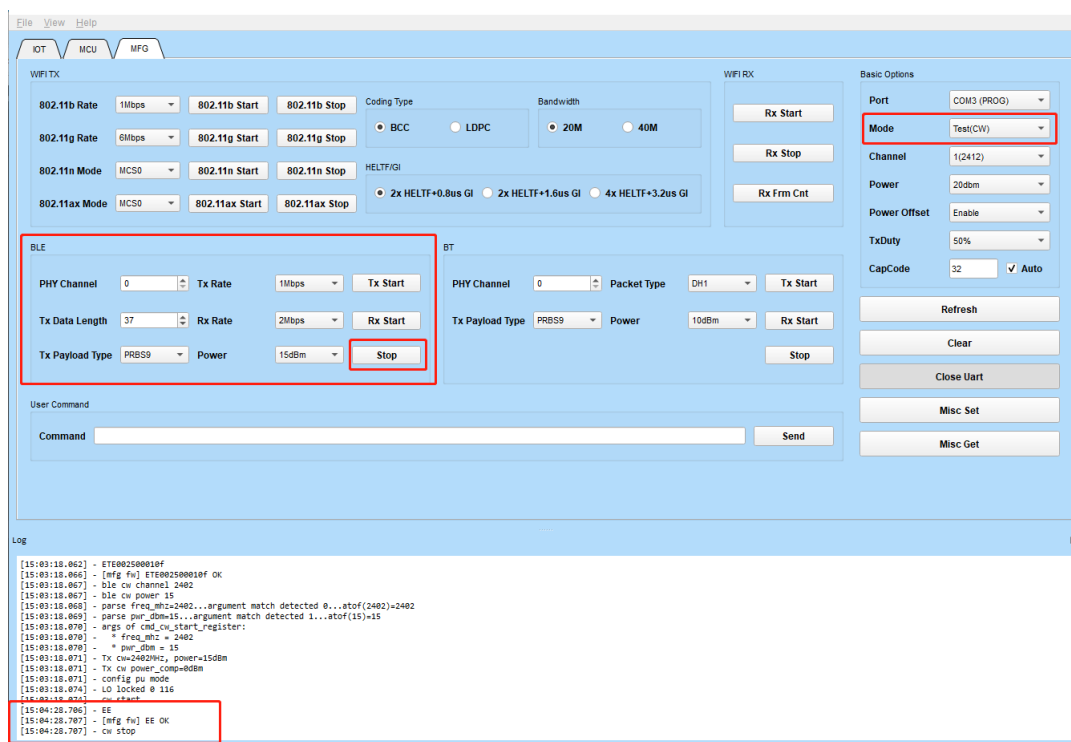 File View Help
IOT MCU MFG
WIFI TX
802.11b Rate 1Mbps 802.11b Start 802.11b Stop
802.11g Rate 6Mbps 802.11g Start 802.11g Stop
802.11n Mode MCS0 802.11n Start 802.11n Stop
802.11ax Mode MCS0 802.11ax Start 802.11ax Stop
Coding Type
BCC LDPC
Bandwidth
20M 40M
HELTF/GI
2x HELTF+0.8us GI 2x HELTF+1.6us GI 4x HELTF+3.2us GI
WIFI RX
Rx Start
Rx Stop
Rx Frm Cnt
Basic Options
Port COM3 (PROG)
Mode Test(CW)
Channel 1(2412)
Power 20dbm
Power Offset Enable
TxDuty 50%
CapCode 32 Auto
BLE
PHY Channel 0 Tx Rate 1Mbps Tx Start
Tx Data Length 37 Rx Rate 2Mbps Rx Start
Tx Payload Type PRBS9 Power 15dBm Stop
BT
PHY Channel 0 Packet Type DH1 Tx Start
Tx Payload Type PRBS9 Power 10dBm Rx Start
Stop
Refresh
Clear
Close Uart
Misc Set
Misc Get
User Command
Command Send
Log
[15:03:18.062] - ETE002500010f
[15:03:18.066] - [mfg fw] ETE002500010f OK
[15:03:18.067] - ble cw channel 2402
[15:03:18.067] - ble cw power 15
[15:03:18.068] - parse freq_mhz=2402...argument match detected 0...atof(2402)=2402
[15:03:18.069] - parse pwr_dbm=15...argument match detected 1...atof(15)=15
[15:03:18.070] - args of cmd_cw_start_register:
[15:03:18.070] - * freq_mhz = 2402
[15:03:18.070] - * pwr_dbm = 15
[15:03:18.071] - Tx cw=2402MHz, power=15dBm
[15:03:18.071] - Tx cw power_comp=0dBm
[15:03:18.071] - config pu mode
[15:03:18.074] - LO locked 0 116
[15:03:18.074] - cw start
[15:04:28.706] - EE
[15:04:28.707] - [mfg fw] EE OK
[15:04:28.707] - cw stop